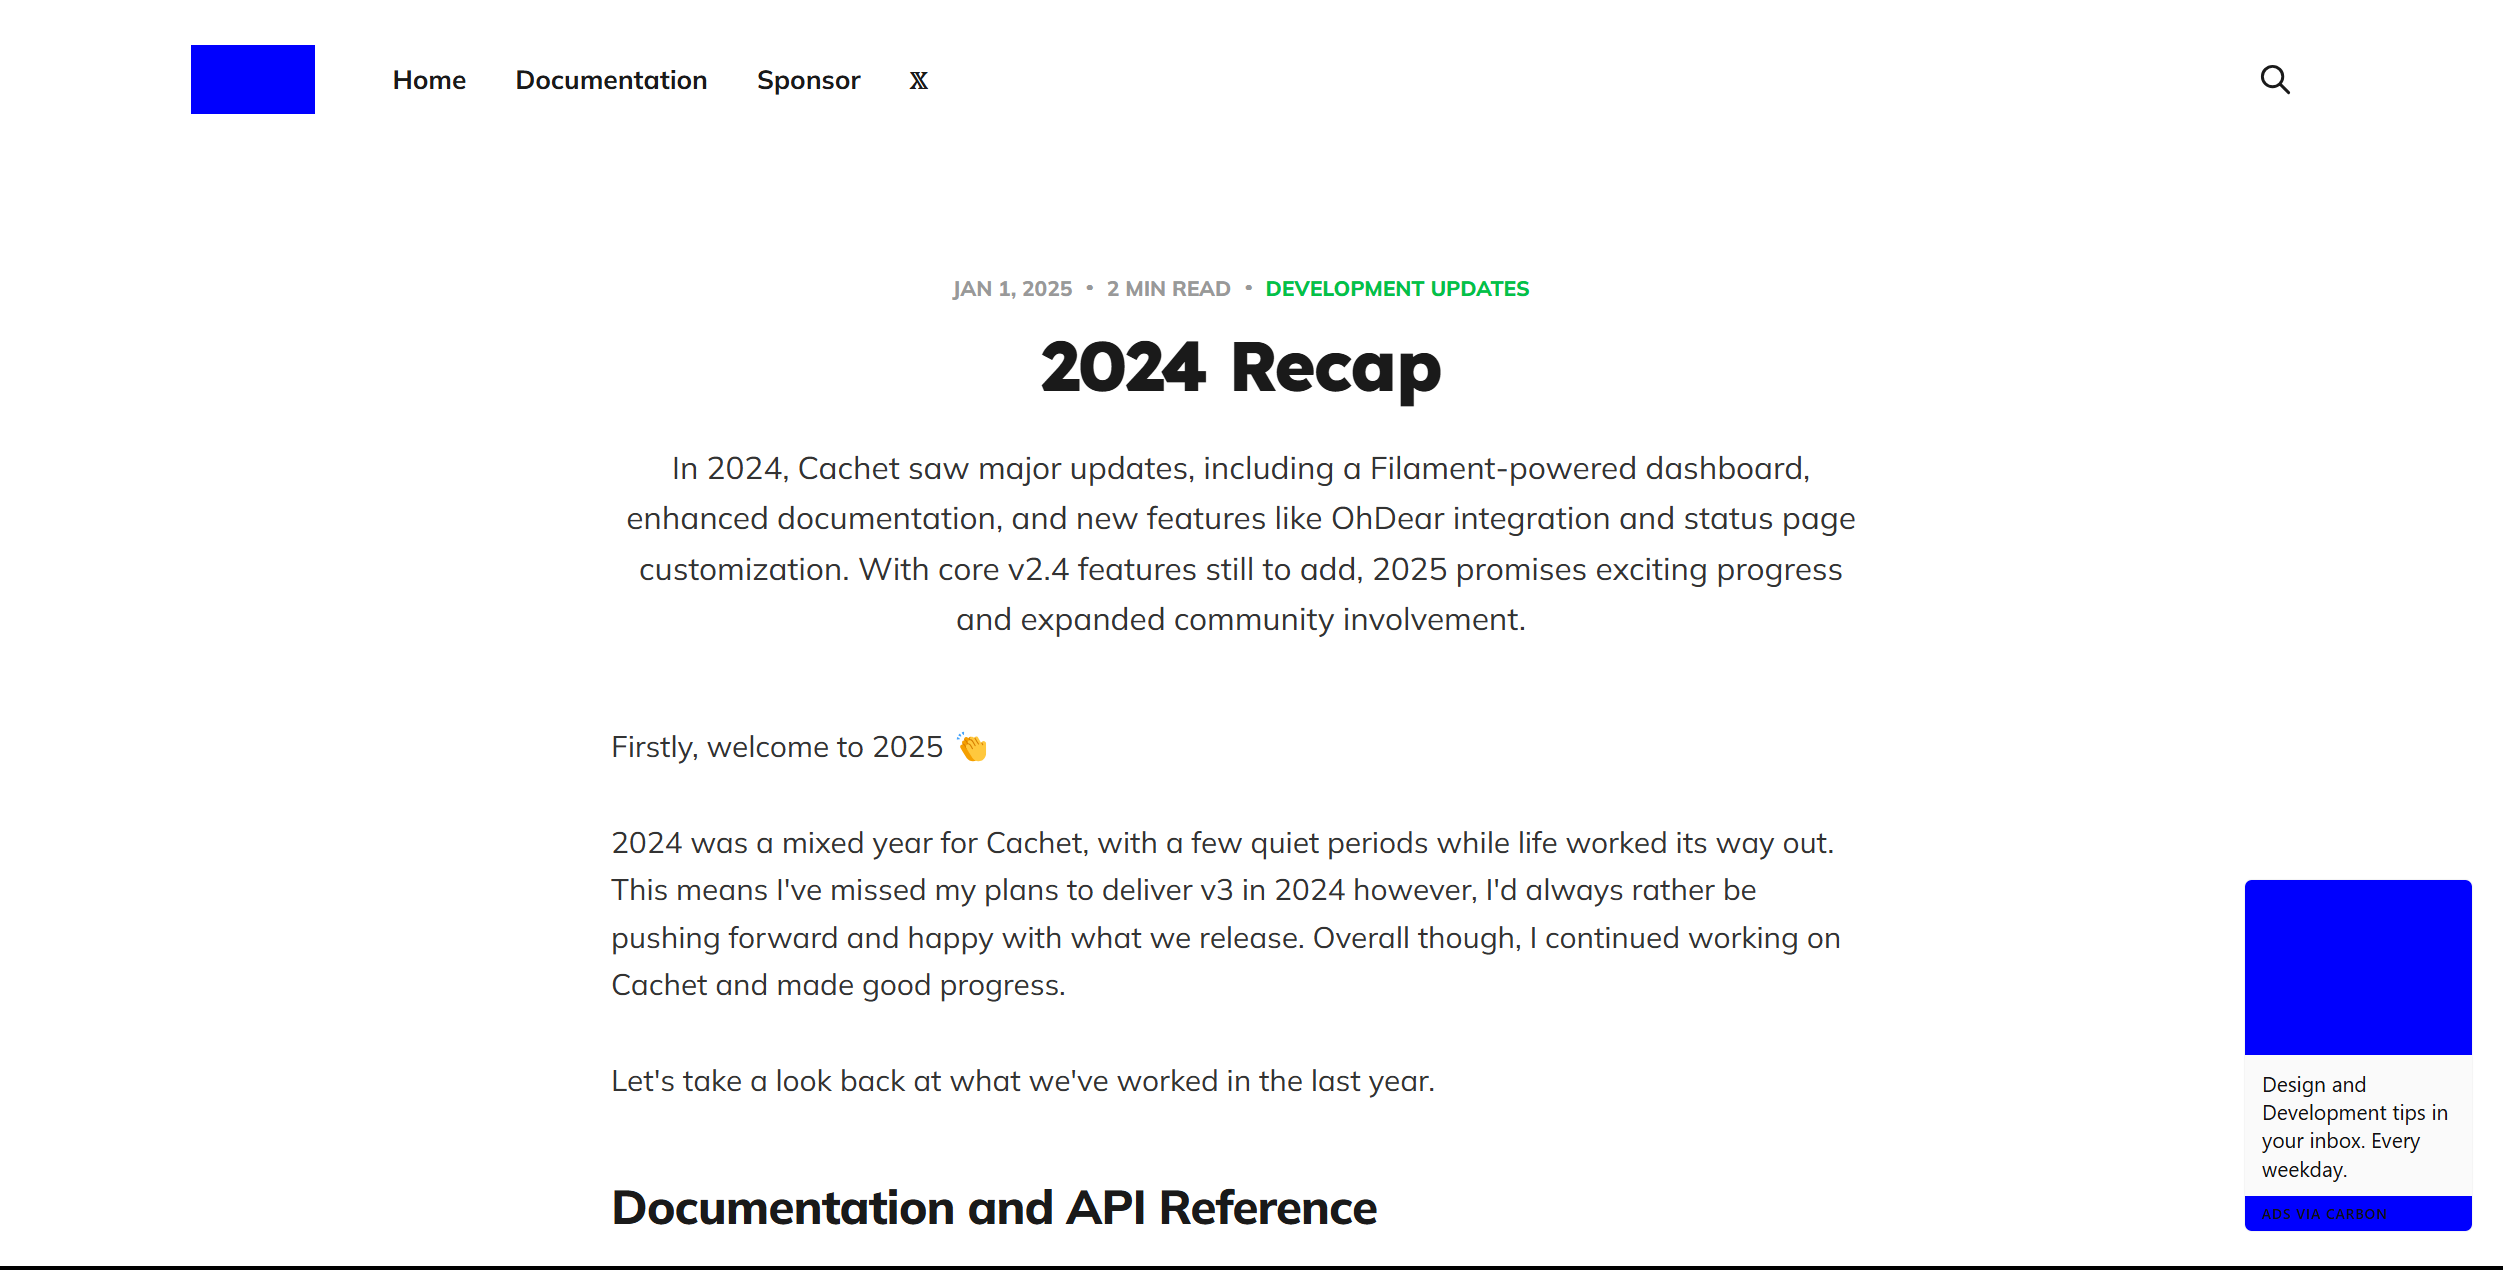 Home Documentation Sponsor 𝕏
JAN 1, 2025 • 2 MIN READ • DEVELOPMENT UPDATES
2024 Recap
In 2024, Cachet saw major updates, including a Filament-powered dashboard,
enhanced documentation, and new features like OhDear integration and status page
customization. With core v2.4 features still to add, 2025 promises exciting progress
and expanded community involvement.
Firstly, welcome to 2025 👏
2024 was a mixed year for Cachet, with a few quiet periods while life worked its way out.
This means I've missed my plans to deliver v3 in 2024 however, I'd always rather be
pushing forward and happy with what we release. Overall though, I continued working on
Cachet and made good progress.
Let's take a look back at what we've worked in the last year.
Documentation and API Reference
Design and
Development tips in
your inbox. Every
weekday.
ADS VIA CARBON